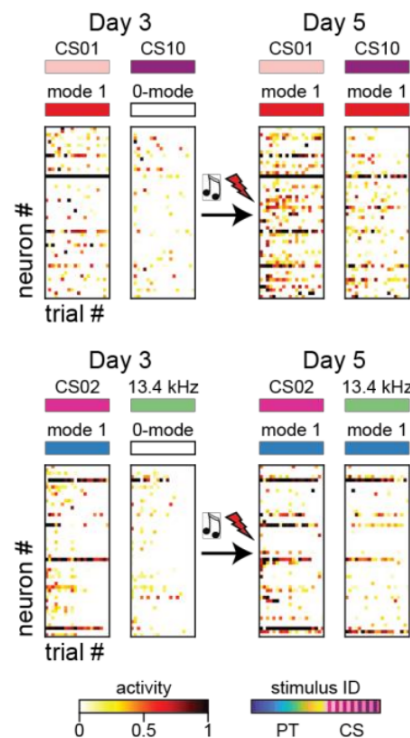 Day 3 Day 5
CS01 CS10 CS01 CS10
mode 1 0-mode mode 1 mode 1
neuron #
trial #
Day 3 Day 5
CS02 13.4 kHz CS02 13.4 kHz
mode 1 0-mode mode 1 mode 1
neuron #
trial #
activity stimulus ID
0 0.5 1 PT CS